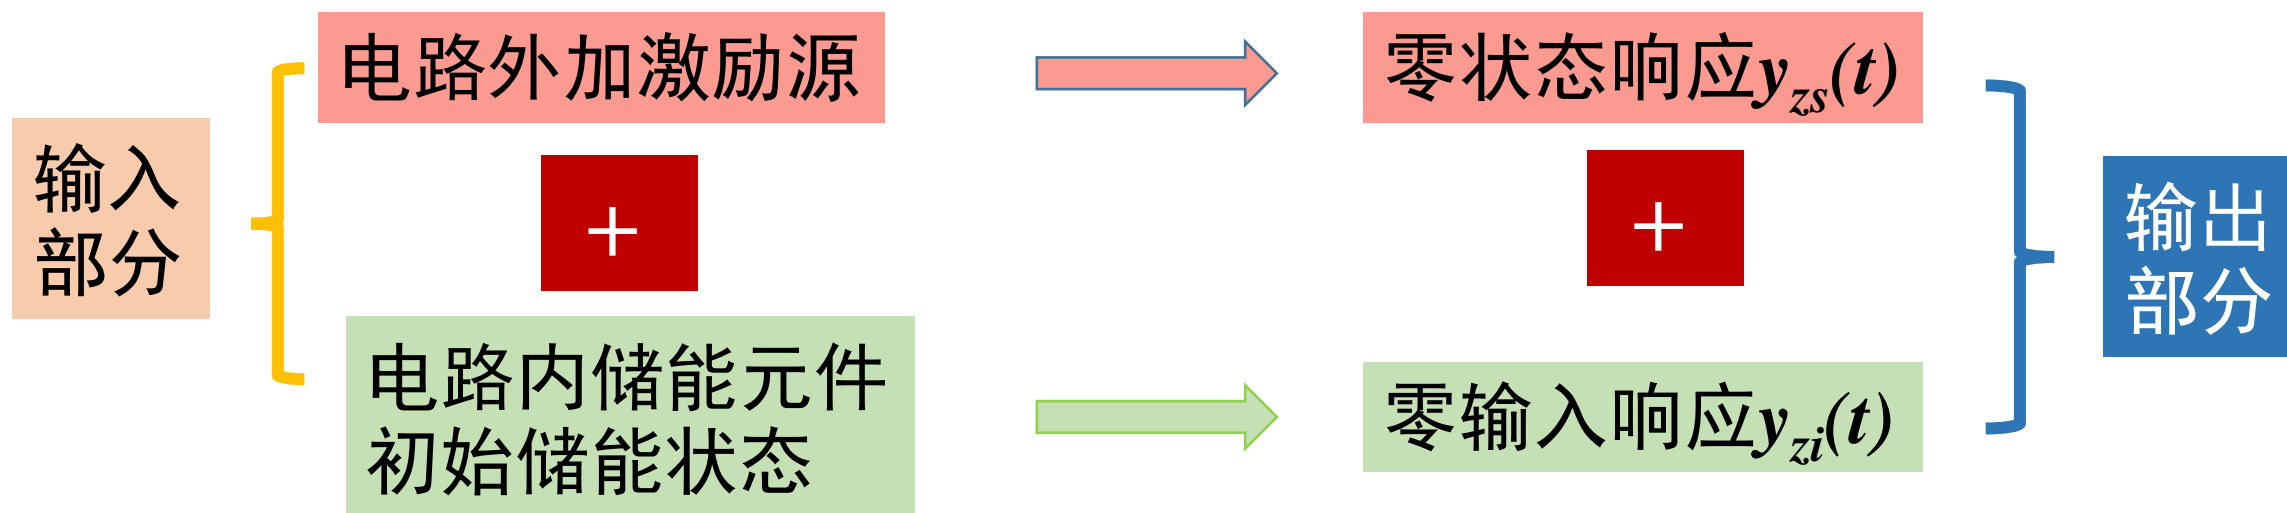 输入
部分
电路外加激励源
+
电路内储能元件
初始储能状态
零状态响应yzs(t)
+
零输入响应yzi(t)
输出
部分